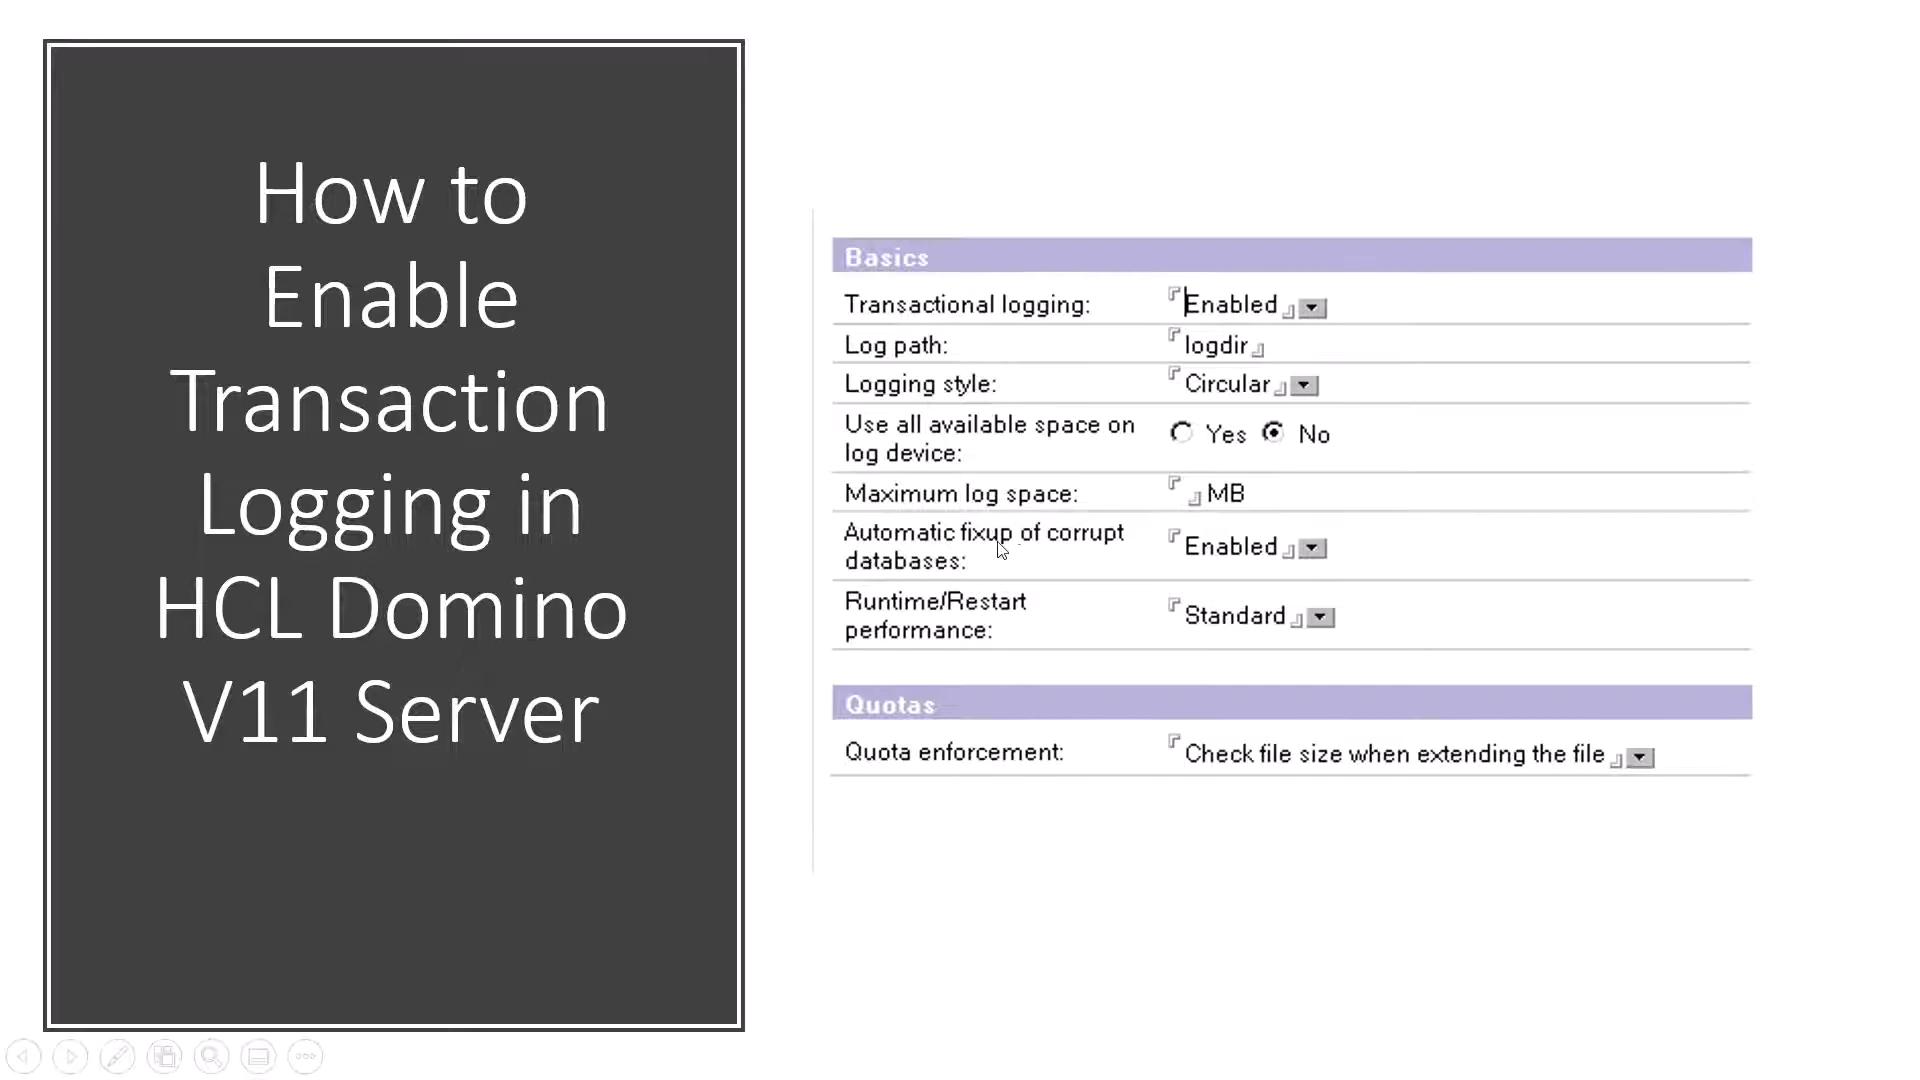 How to
Enable
Transaction
Logging in
HCL Domino
V11 Server
Basics
Transactional logging: Enabled
Log path: logdir
Logging style: Circular
Use all available space on
log device: Yes No
Maximum log space: MB
Automatic fixup of corrupt
databases: Enabled
Runtime/Restart
performance: Standard
Quotas
Quota enforcement: Check file size when extending the file